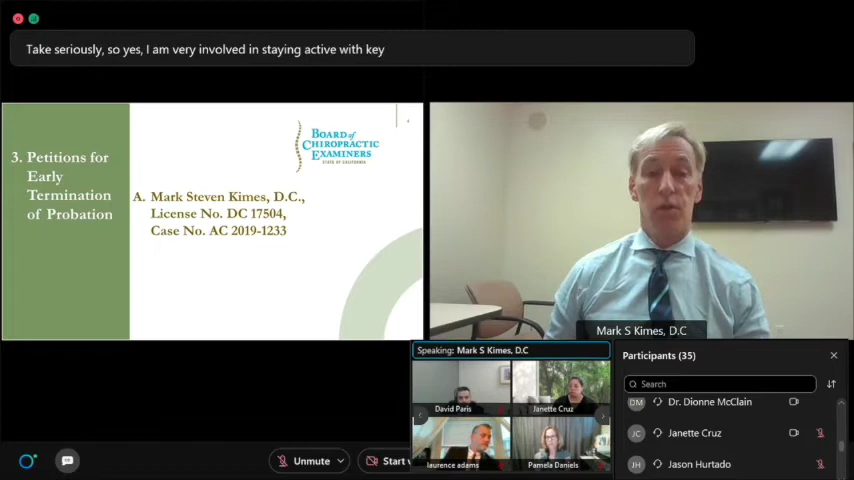 Take seriously, so yes, I am very involved in staying active with key
3. Petitions for
Early
Termination
of Probation
BOARD of
CHIROPRACTIC
EXAMINERS
STATE OF CALIFORNIA
4
A. Mark Steven Kimes, D.C.,
License No. DC 17504,
Case No. AC 2019-1233
Mark S Kimes, D.C
Speaking: Mark S Kimes, D.C
David Paris
Janette Cruz
laurence adams
Pamela Daniels
Participants (35)
Search
DM Dr. Dionne McClain
JC Janette Cruz
JH Jason Hurtado
Unmute
Start v